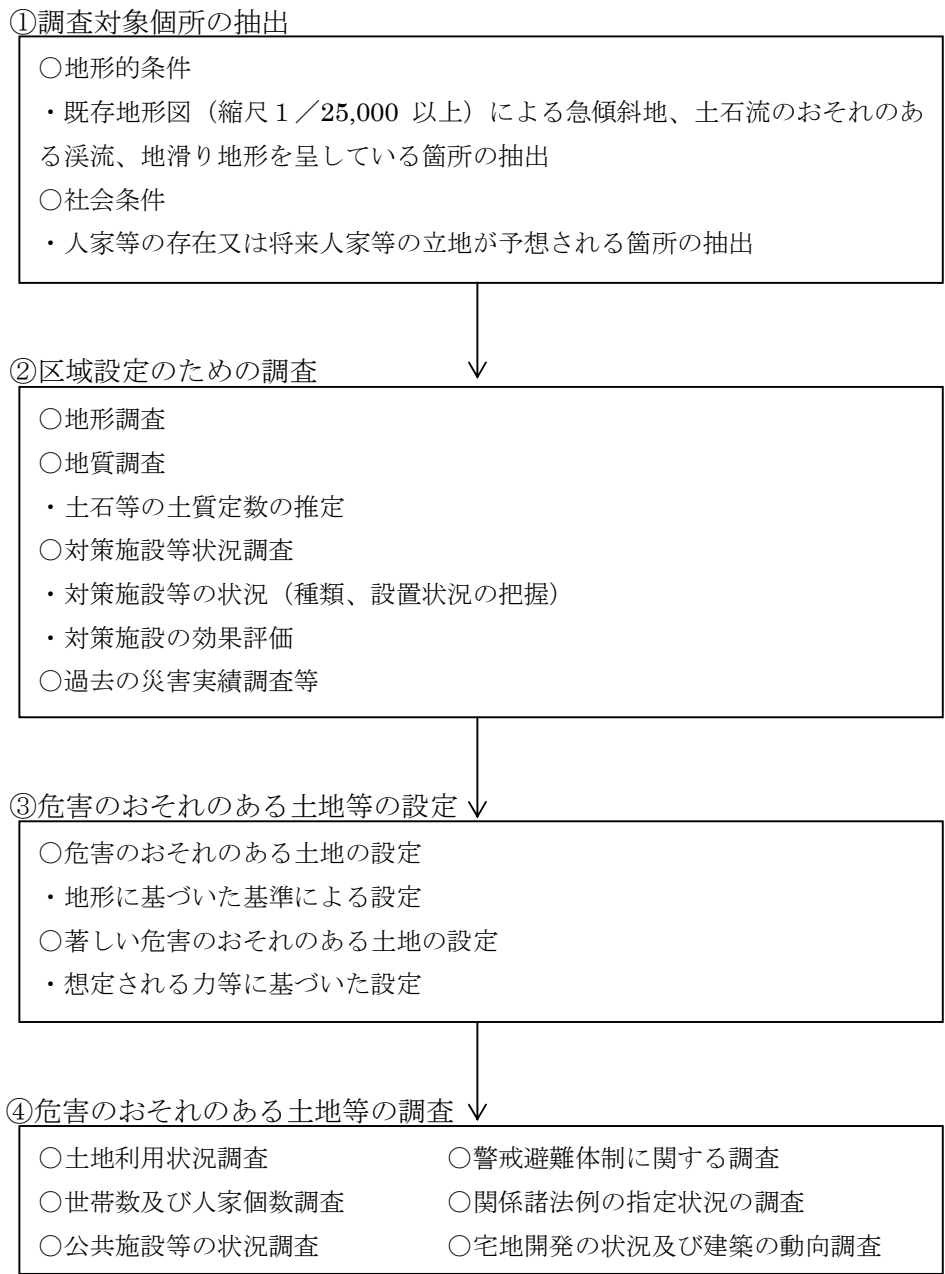 ①調査対象個所の抽出
○地形的条件
・既存地形図（縮尺１／25,000 以上）による急傾斜地、土石流のおそれのあ
る渓流、地滑り地形を呈している箇所の抽出
○社会条件
・人家等の存在又は将来人家等の立地が予想される箇所の抽出
②区域設定のための調査
○地形調査
○地質調査
・土石等の土質定数の推定
○対策施設等状況調査
・対策施設等の状況（種類、設置状況の把握）
・対策施設の効果評価
○過去の災害実績調査等
③危害のおそれのある土地等の設定
○危害のおそれのある土地の設定
・地形に基づいた基準による設定
○著しい危害のおそれのある土地の設定
・想定される力等に基づいた設定
④危害のおそれのある土地等の調査
○土地利用状況調査 ○警戒避難体制に関する調査
○世帯数及び人家個数調査 ○関係諸法例の指定状況の調査
○公共施設等の状況調査 ○宅地開発の状況及び建築の動向調査